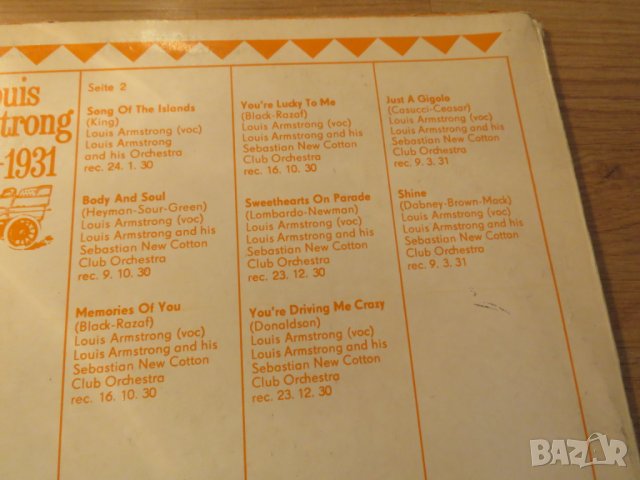 ouis
strong
-1931
Seite 2
Song Of The Islands
(King)
Louis Armstrong (voc)
Louis Armstrong
and his Orchestra
rec. 24. 1. 30
Body And Soul
(Heyman-Sour-Green)
Louis Armstrong (voc)
Louis Armstrong and his
Sebastian New Cotton
Club Orchestra
rec. 9. 10. 30
Memories Of You
(Black-Razaf)
Louis Armstrong (voc)
Louis Armstrong and his
Sebastian New Cotton
Club Orchestra
rec. 16. 10. 30
You're Lucky To Me
(Black-Razaf)
Louis Armstrong (voc)
Louis Armstrong and his
Sebastian New Cotton
Club Orchestra
rec. 16. 10. 30
Sweethearts On Parade
(Lombardo-Newman)
Louis Armstrong (voc)
Louis Armstrong and his
Sebastian New Cotton
Club Orchestra
rec. 23. 12. 30
You're Driving Me Crazy
(Donaldson)
Louis Armstrong (voc)
Louis Armstrong and his
Sebastian New Cotton
Club Orchestra
rec. 23. 12. 30
Just A Gigolo
(Casucci-Ceasar)
Louis Armstrong (voc)
Louis Armstrong and his
Sebastian New Cotton
Club Orchestra
rec. 9. 3. 31
Shine
(Dabney-Brown-Mack)
Louis Armstrong (voc)
Louis Armstrong and his
Sebastian New Cotton
Club Orchestra
rec. 9. 3. 31
BAZAR
bg